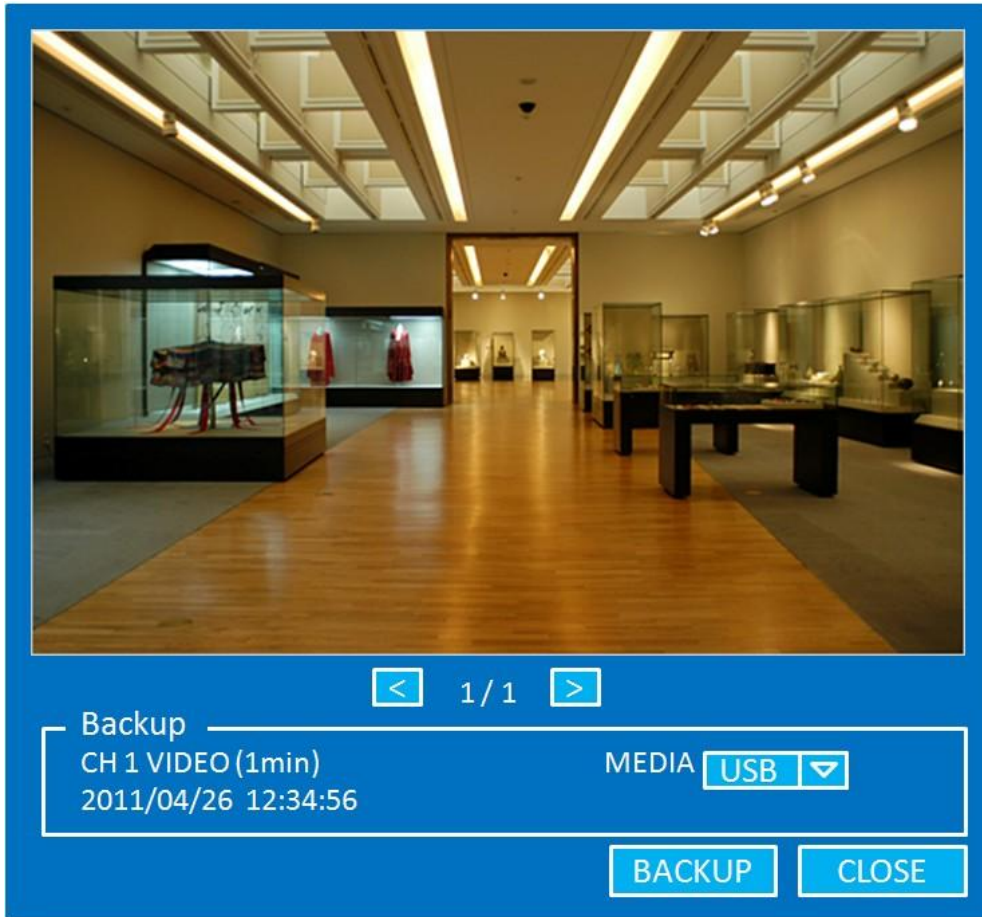 < 1 / 1 >
Backup
CH 1 VIDEO (1min)
MEDIA USB
2011/04/26 12:34:56
BACKUP CLOSE